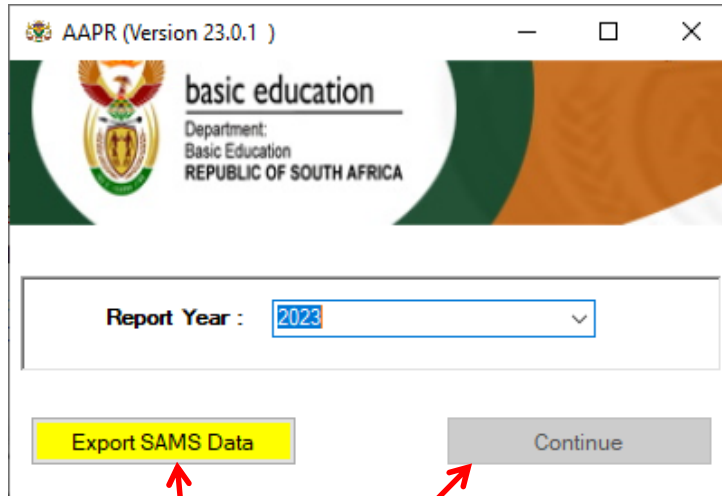 AAPR (Version 23.0.1 )
basic education
Department:
Basic Education
REPUBLIC OF SOUTH AFRICA
Report Year : 2023
Export SAMS Data
Continue